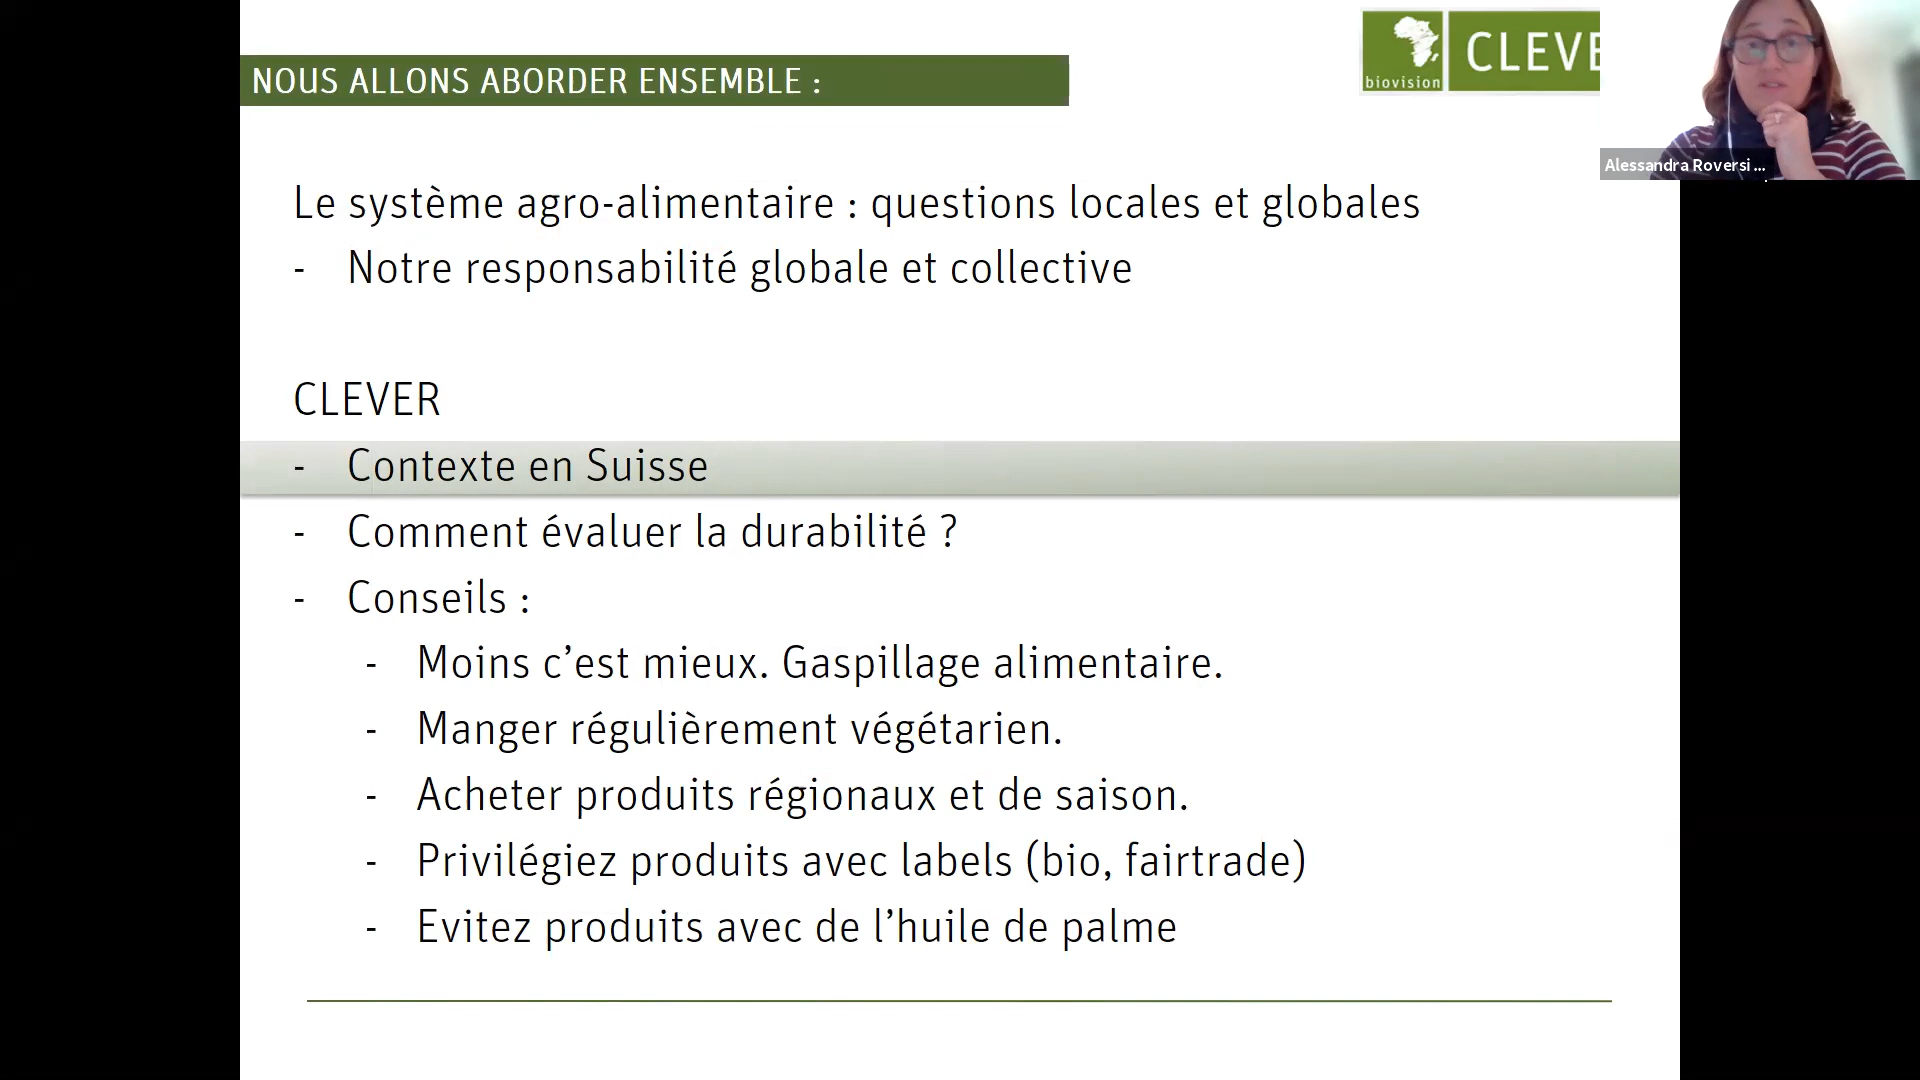 NOUS ALLONS ABORDER ENSEMBLE :
biovision
CLEVE
Alessandra Roversi ...
Le système agro-alimentaire : questions locales et globales
- Notre responsabilité globale et collective
CLEVER
- Contexte en Suisse
- Comment évaluer la durabilité ?
- Conseils :
- Moins c’est mieux. Gaspillage alimentaire.
- Manger régulièrement végétarien.
- Acheter produits régionaux et de saison.
- Privilégiez produits avec labels (bio, fairtrade)
- Evitez produits avec de l’huile de palme